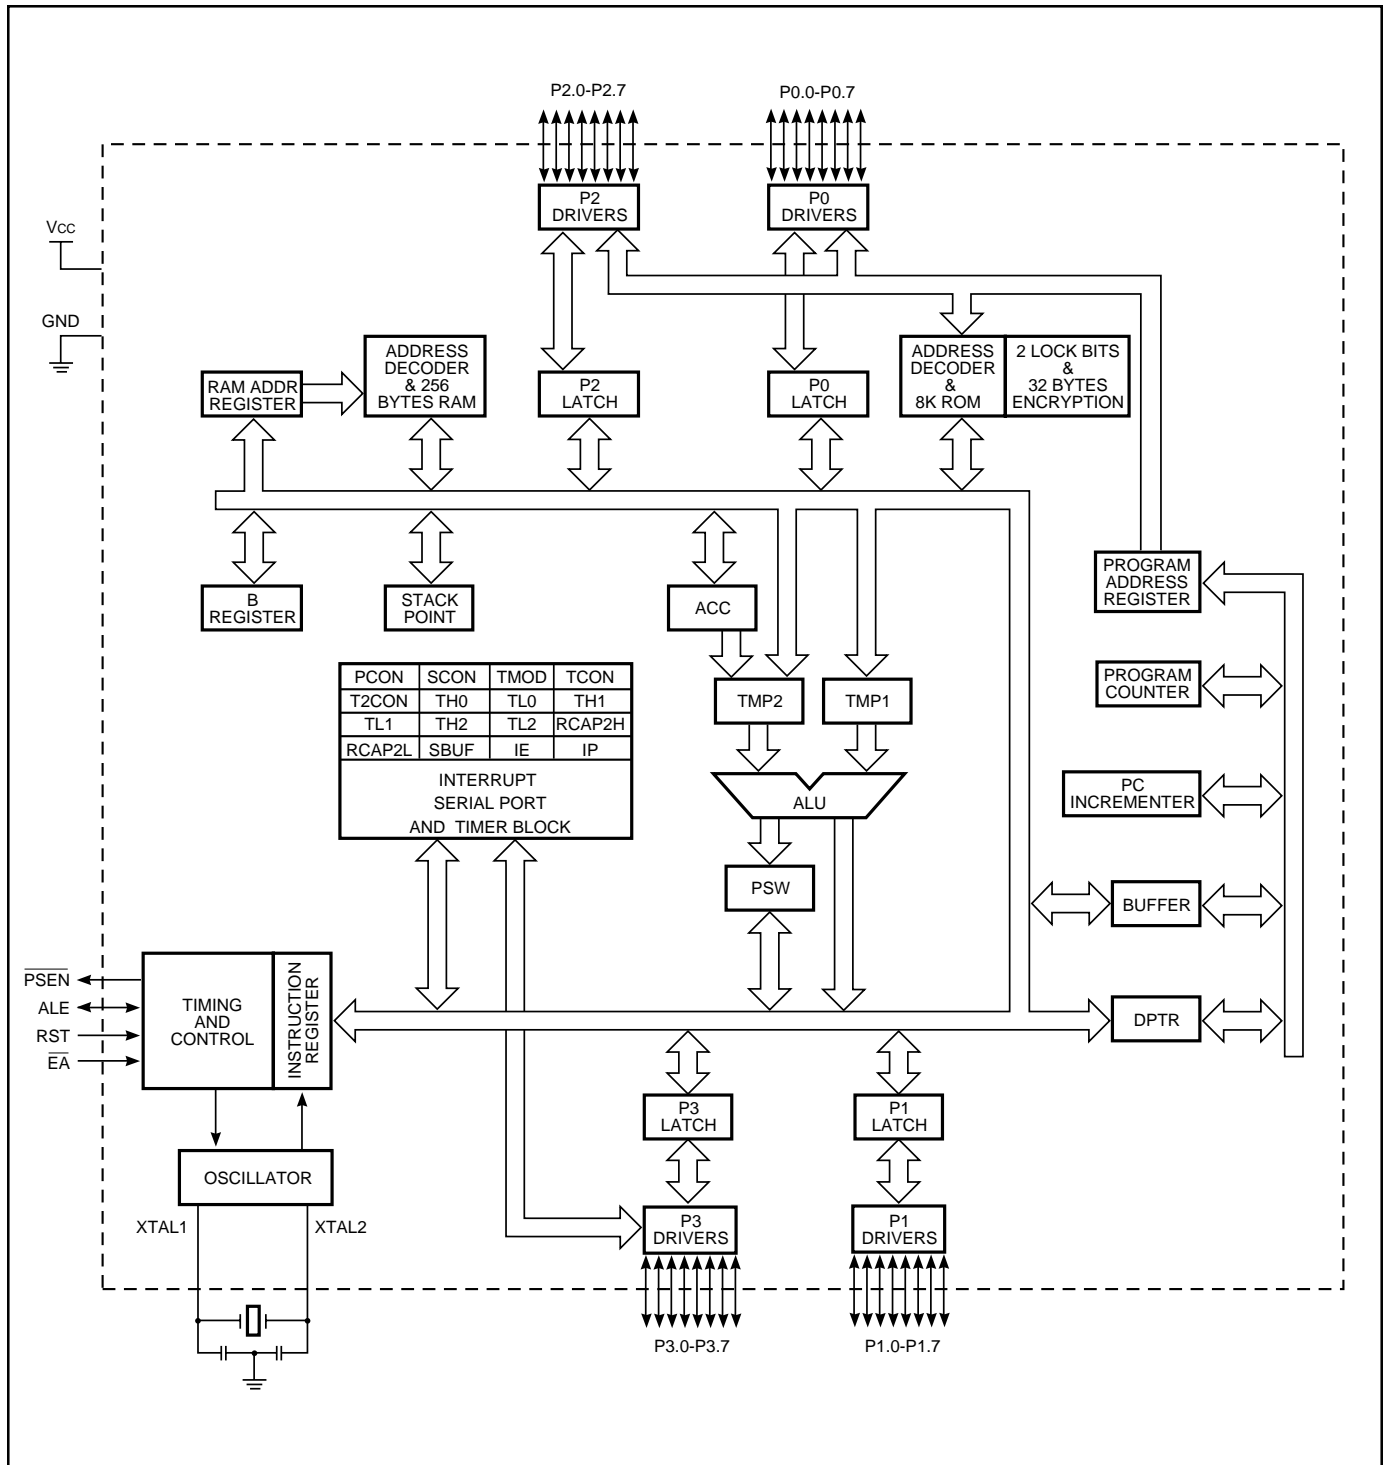 P2.0-P2.7
P0.0-P0.7
P2
DRIVERS
P0
DRIVERS
Vcc
GND
ADDRESS
DECODER
& 256
BYTES RAM
ADDRESS
DECODER
&
8K ROM
2 LOCK BITS
&
32 BYTES
ENCRYPTION
RAM ADDR
REGISTER
P2
LATCH
P0
LATCH
PROGRAM
ADDRESS
REGISTER
B
REGISTER
STACK
POINT
ACC
PCON SCON TMOD TCON
T2CON TH0 TL0 TH1
TL1 TH2 TL2 RCAP2H
RCAP2L SBUF IE IP
INTERRUPT
SERIAL PORT
AND TIMER BLOCK
TMP2
TMP1
PROGRAM
COUNTER
ALU
PC
INCREMENTER
PSW
BUFFER
PSEN
ALE
RST
EA
TIMING
AND
CONTROL
INSTRUCTION
REGISTER
DPTR
P3
LATCH
P1
LATCH
OSCILLATOR
XTAL1
XTAL2
P3
DRIVERS
P1
DRIVERS
P3.0-P3.7
P1.0-P1.7